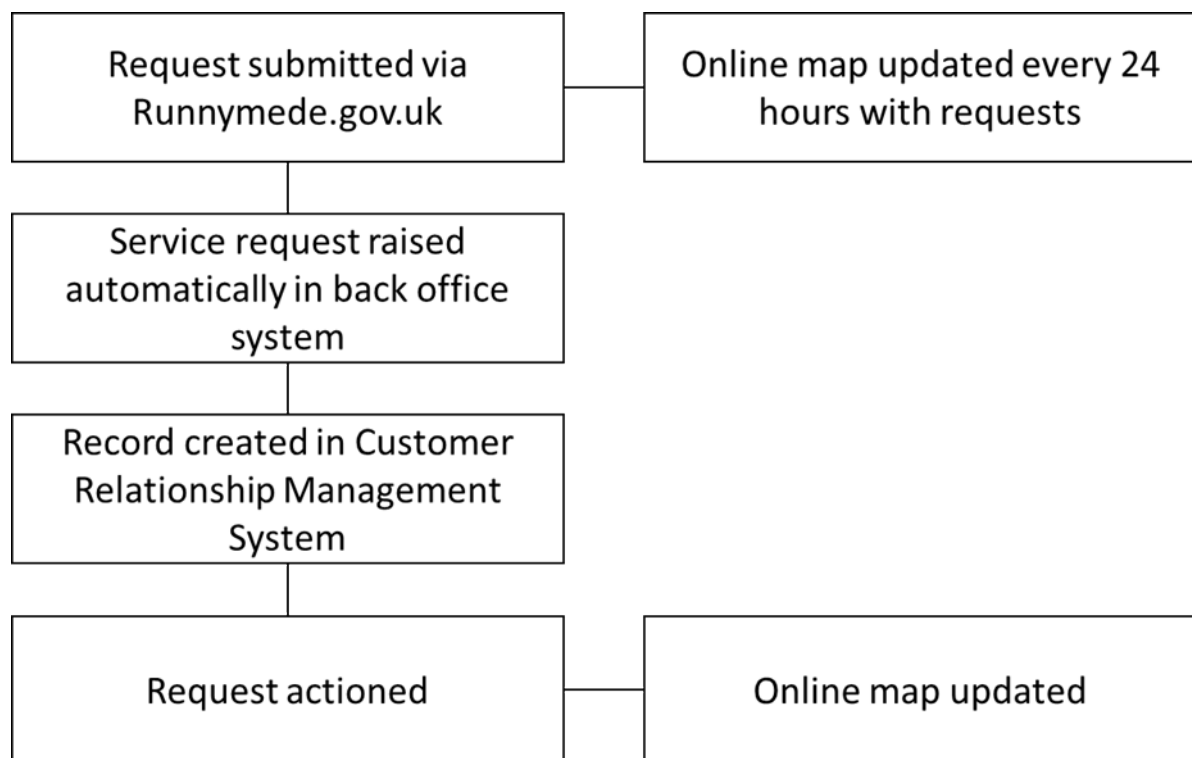 Request submitted via
Runnymede.gov.uk
Online map updated every 24
hours with requests
Service request raised
automatically in back office
system
Record created in Customer
Relationship Management
System
Request actioned
Online map updated